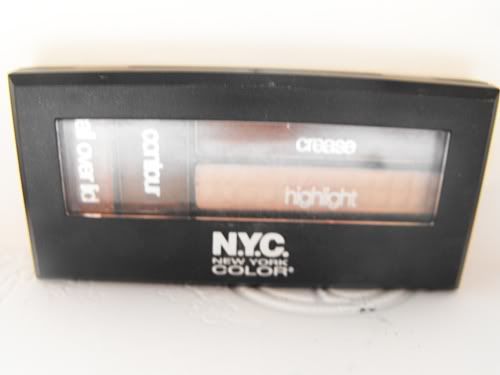 all over lid
contour
crease
highlight
N.Y.C.
NEW YORK
COLOR®